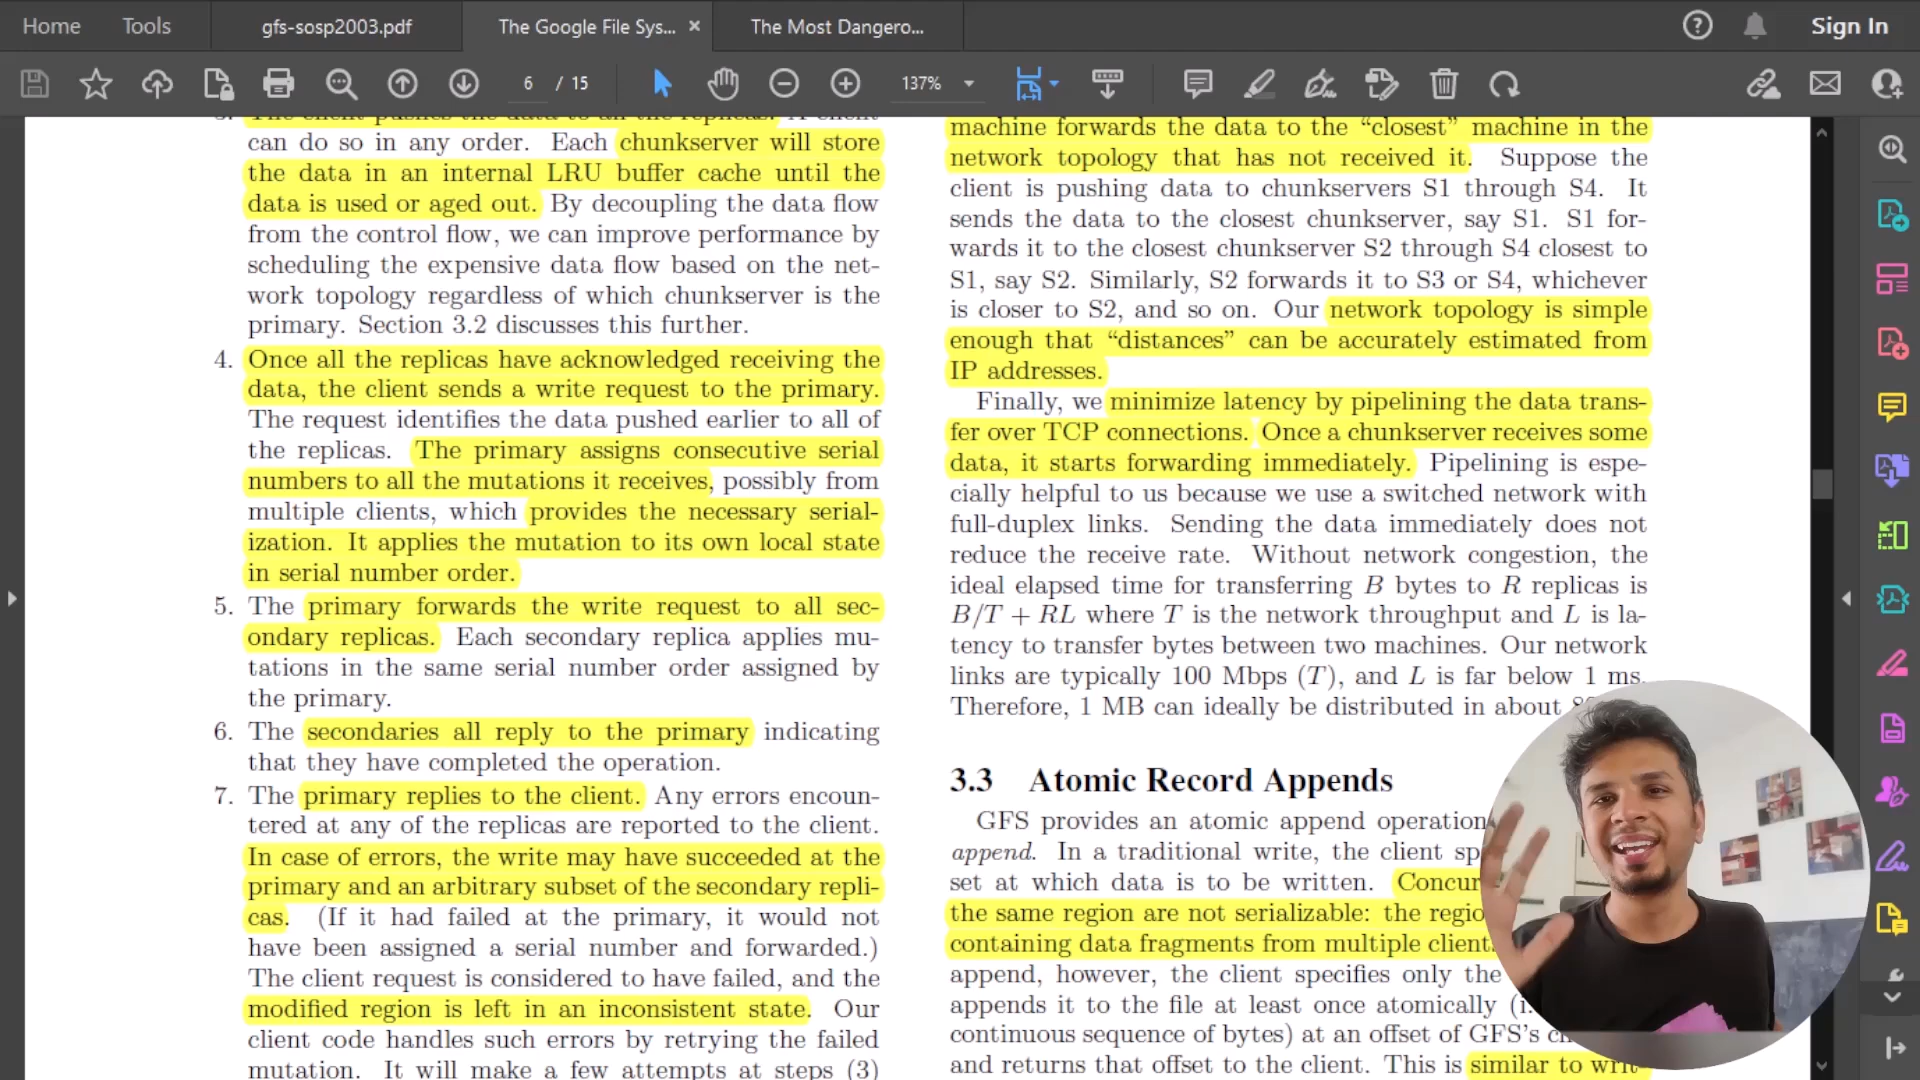 Home
Tools
gfs-sosp2003.pdf
The Google File Sys...
The Most Dangero...
Sign In
6 / 15
137%
3. The client pushes the data to all the replicas. A client
can do so in any order. Each chunkserver will store
the data in an internal LRU buffer cache until the
data is used or aged out. By decoupling the data flow
from the control flow, we can improve performance by
scheduling the expensive data flow based on the net-
work topology regardless of which chunkserver is the
primary. Section 3.2 discusses this further.
4. Once all the replicas have acknowledged receiving the
data, the client sends a write request to the primary.
The request identifies the data pushed earlier to all of
the replicas. The primary assigns consecutive serial
numbers to all the mutations it receives, possibly from
multiple clients, which provides the necessary serial-
ization. It applies the mutation to its own local state
in serial number order.
5. The primary forwards the write request to all sec-
ondary replicas. Each secondary replica applies mu-
tations in the same serial number order assigned by
the primary.
6. The secondaries all reply to the primary indicating
that they have completed the operation.
7. The primary replies to the client. Any errors encoun-
tered at any of the replicas are reported to the client.
In case of errors, the write may have succeeded at the
primary and an arbitrary subset of the secondary repli-
cas. (If it had failed at the primary, it would not
have been assigned a serial number and forwarded.)
The client request is considered to have failed, and the
modified region is left in an inconsistent state. Our
client code handles such errors by retrying the failed
mutation. It will make a few attempts at steps (3)
machine forwards the data to the “closest” machine in the
network topology that has not received it. Suppose the
client is pushing data to chunkservers S1 through S4. It
sends the data to the closest chunkserver, say S1. S1 for-
wards it to the closest chunkserver S2 through S4 closest to
S1, say S2. Similarly, S2 forwards it to S3 or S4, whichever
is closer to S2, and so on. Our network topology is simple
enough that “distances” can be accurately estimated from
IP addresses.
Finally, we minimize latency by pipelining the data trans-
fer over TCP connections. Once a chunkserver receives some
data, it starts forwarding immediately. Pipelining is espe-
cially helpful to us because we use a switched network with
full-duplex links. Sending the data immediately does not
reduce the receive rate. Without network congestion, the
ideal elapsed time for transferring B bytes to R replicas is
B/T + RL where T is the network throughput and L is la-
tency to transfer bytes between two machines. Our network
links are typically 100 Mbps (T), and L is far below 1 ms.
Therefore, 1 MB can ideally be distributed in about
3.3 Atomic Record Appends
GFS provides an atomic append operation
append. In a traditional write, the client
set at which data is to be written.
the same region are not serializable: the
containing data fragments from multiple
append, however, the client specifies only the
appends it to the file at least once atomically
continuous sequence of bytes) at an offset of GFS's
and returns that offset to the client. This is similar to